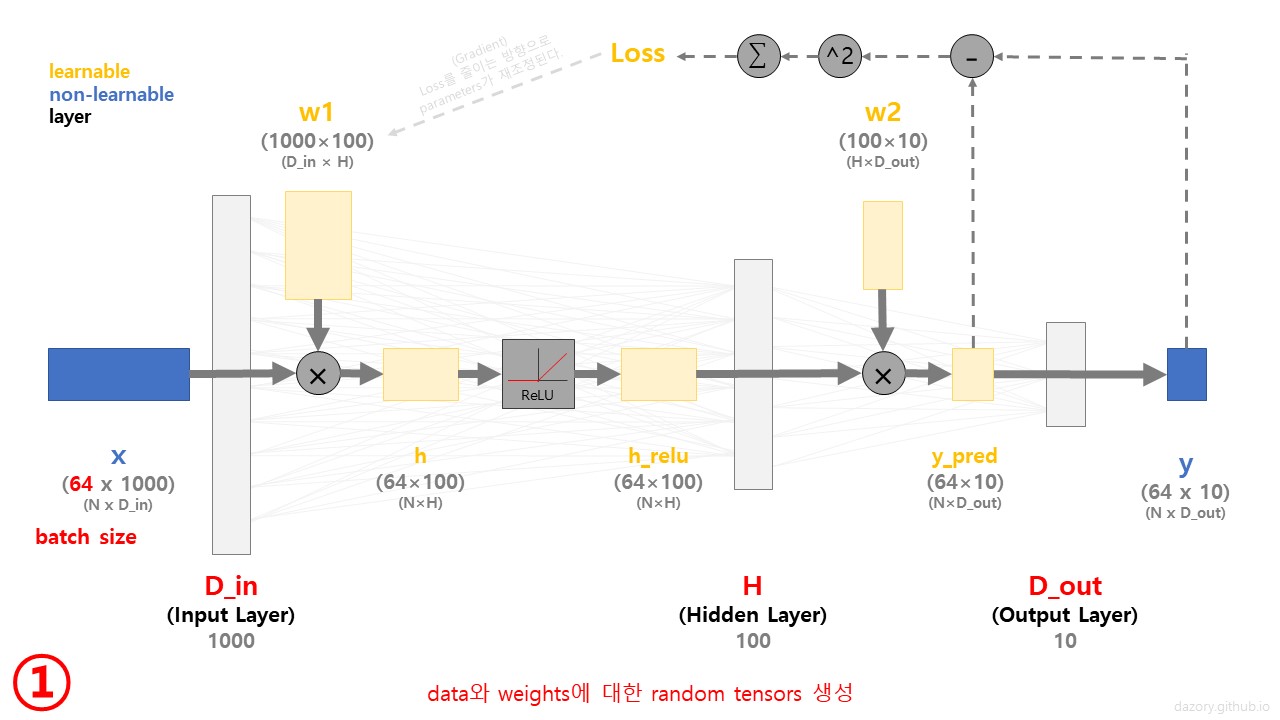 learnable
non-learnable
layer
(Gradient)
Loss를 줄이는 방향으로
parameters가 재조정된다.
Loss
∑
^2
-
w1
(1000×100)
(D_in × H)
w2
(100×10)
(H×D_out)
×
ReLU
×
x
(64 x 1000)
(N x D_in)
batch size
h
(64×100)
(N×H)
h_relu
(64×100)
(N×H)
y_pred
(64×10)
(N×D_out)
y
(64 x 10)
(N x D_out)
D_in
(Input Layer)
1000
H
(Hidden Layer)
100
D_out
(Output Layer)
10
①
data와 weights에 대한 random tensors 생성
dazory.github.io